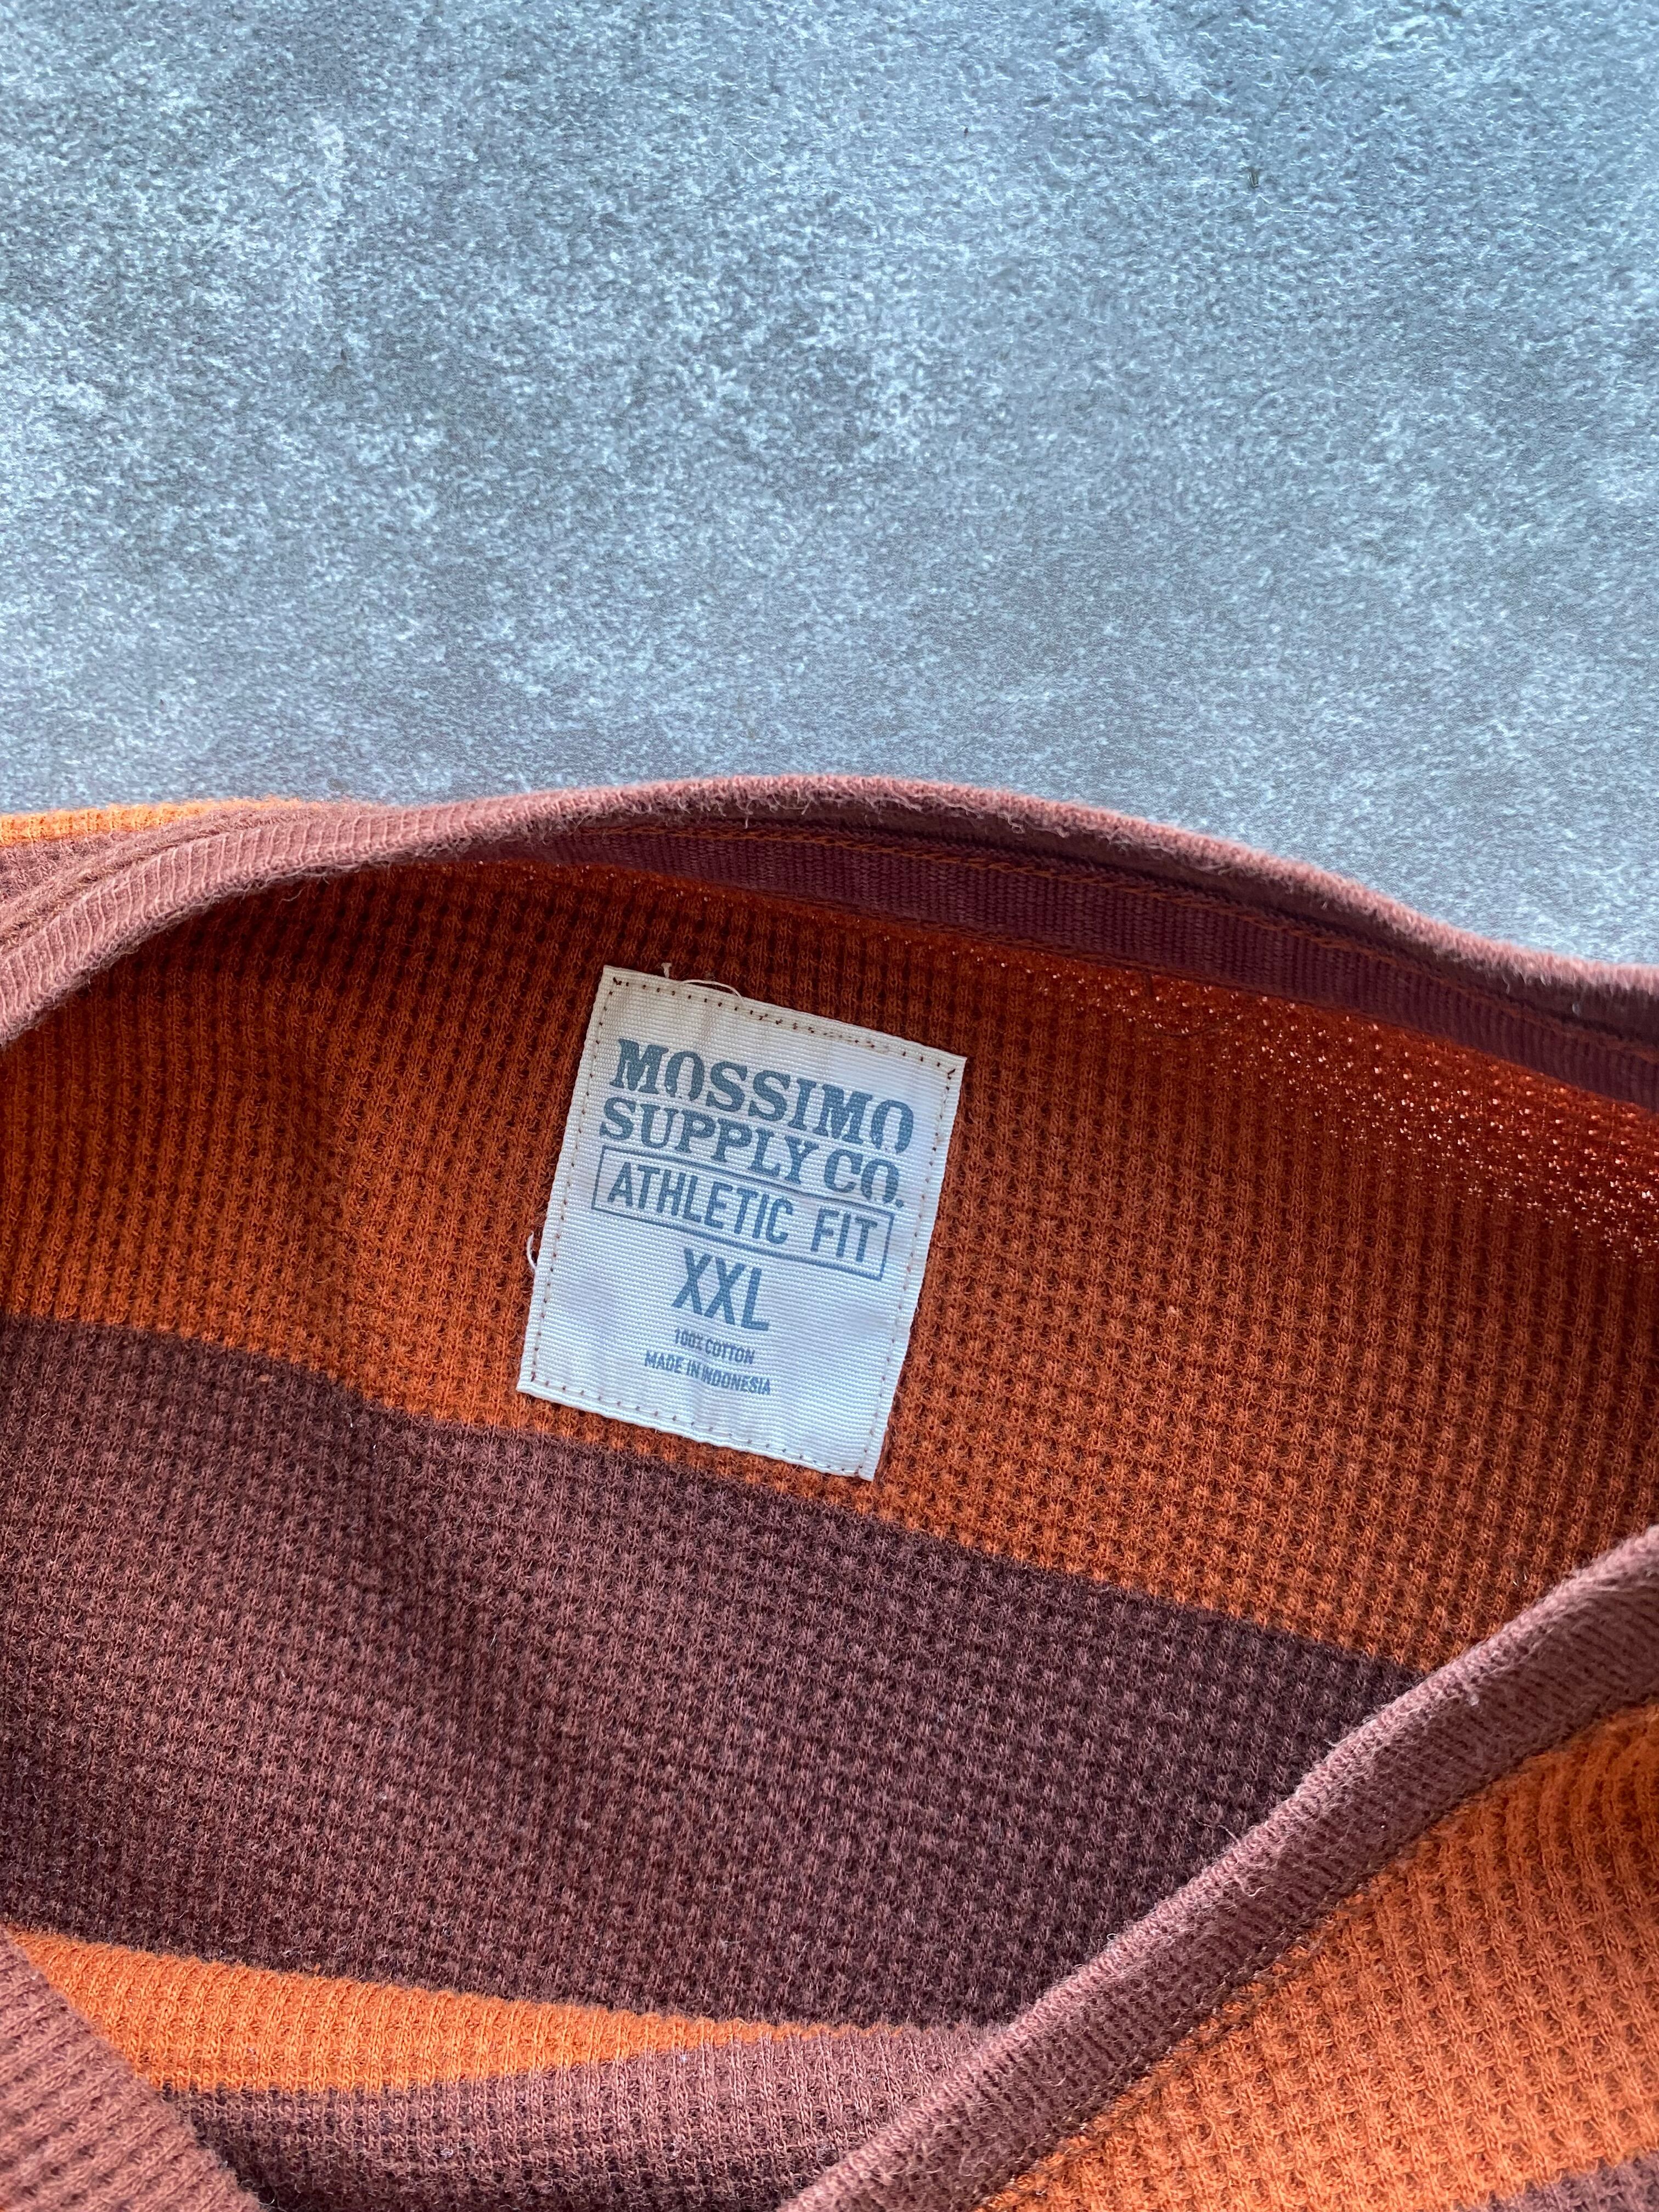 MOSSIMO
SUPPLY CO.
ATHLETIC FIT
XXL
100% COTTON
MADE IN INDONESIA